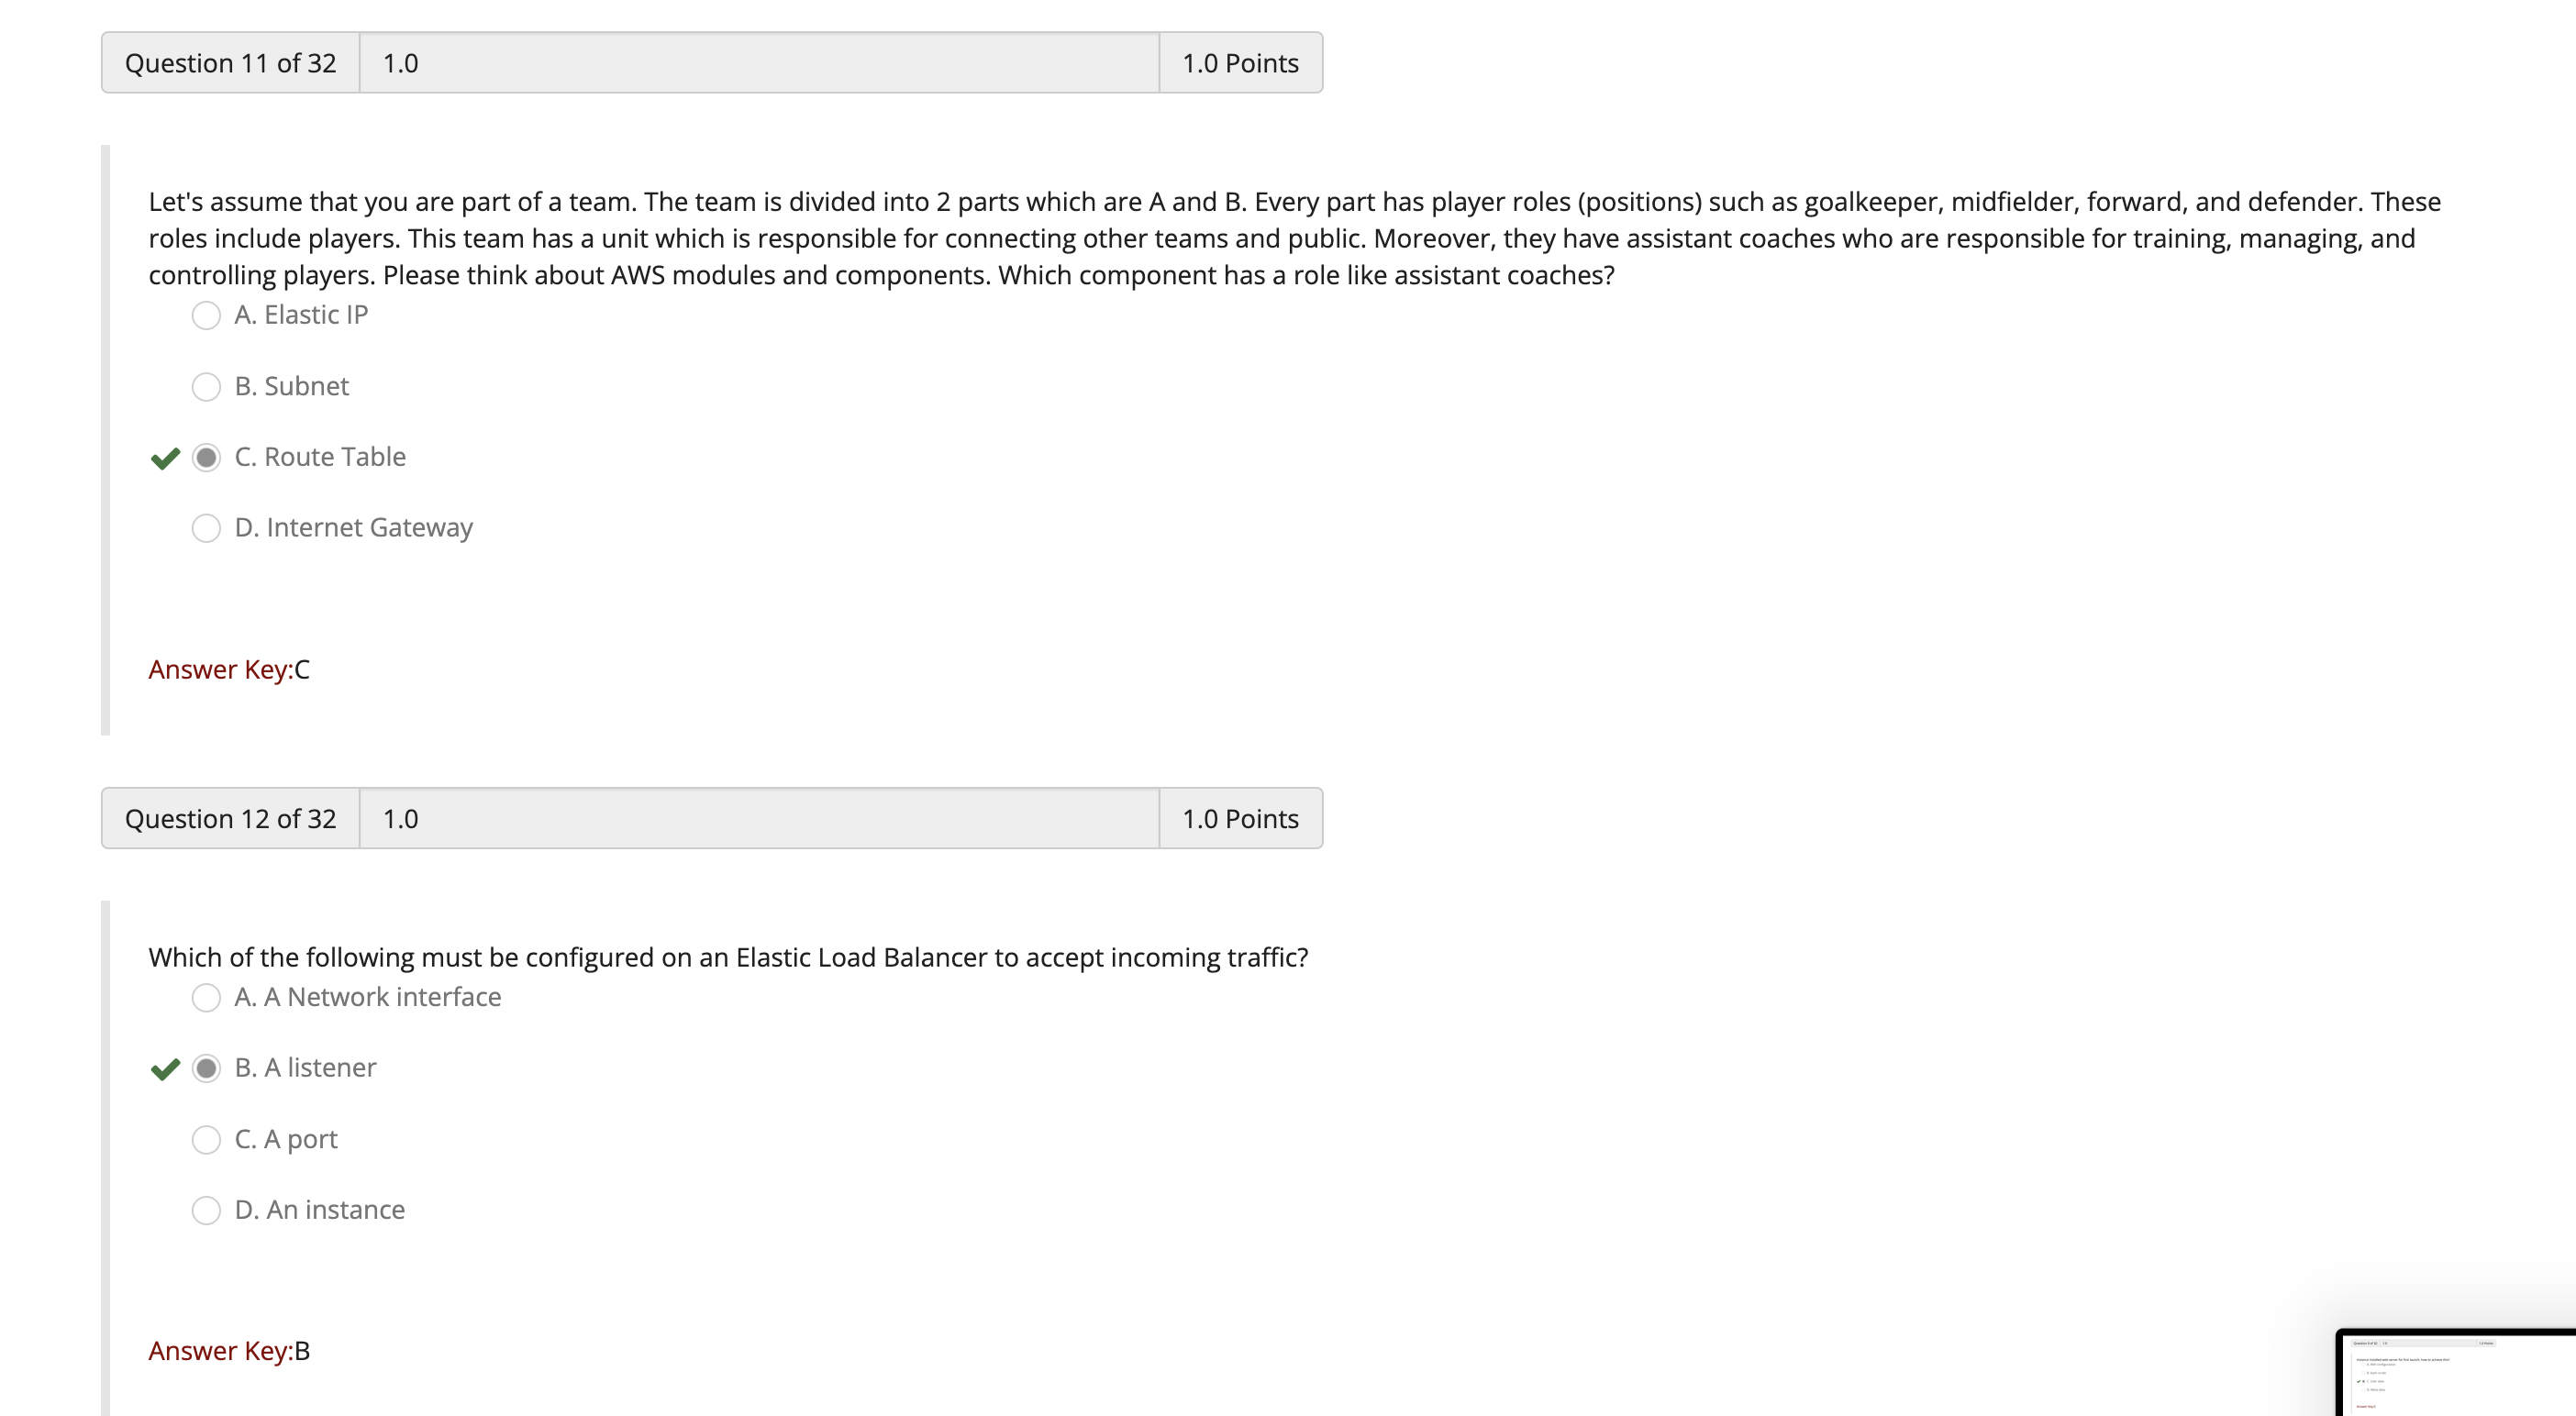 Question 11 of 32 1.0 1.0 Points
Let's assume that you are part of a team. The team is divided into 2 parts which are A and B. Every part has player roles (positions) such as goalkeeper, midfielder, forward, and defender. These
roles include players. This team has a unit which is responsible for connecting other teams and public. Moreover, they have assistant coaches who are responsible for training, managing, and
controlling players. Please think about AWS modules and components. Which component has a role like assistant coaches?
A. Elastic IP
B. Subnet
C. Route Table
D. Internet Gateway
Answer Key:C
Question 12 of 32 1.0 1.0 Points
Which of the following must be configured on an Elastic Load Balancer to accept incoming traffic?
A. A Network interface
B. A listener
C. A port
D. An instance
Answer Key:B